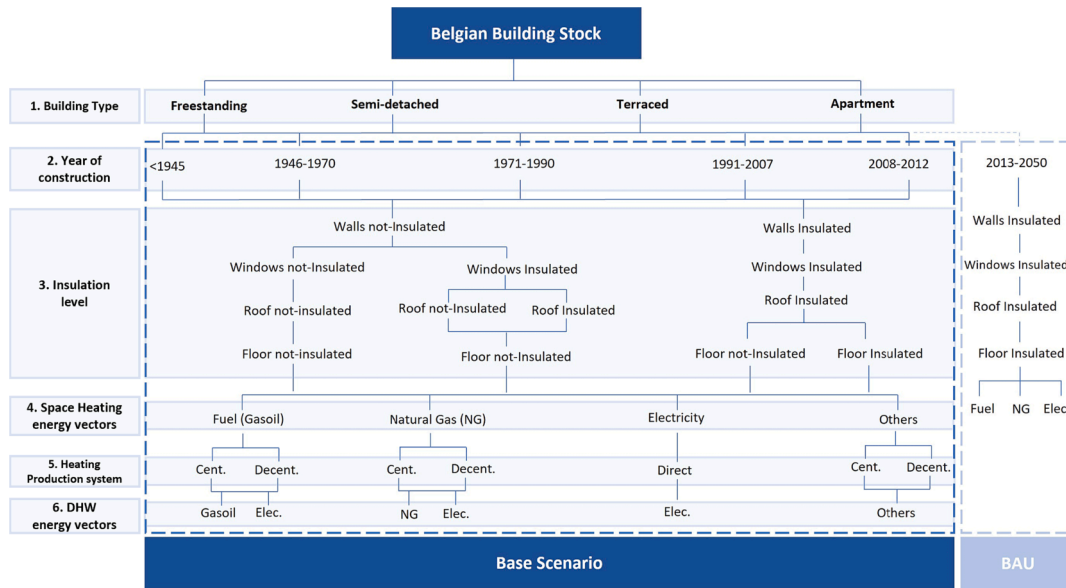 Belgian Building Stock
1. Building Type
Freestanding
Semi-detached
Terraced
Apartment
2. Year of
construction
<1945
1946-1970
1971-1990
1991-2007
2008-2012
2013-2050
3. Insulation
level
Walls not-Insulated
Walls Insulated
Walls Insulated
Windows not-Insulated
Windows Insulated
Windows Insulated
Windows Insulated
Roof not-insulated
Roof not-Insulated
Roof Insulated
Roof Insulated
Roof Insulated
Floor not-insulated
Floor not-Insulated
Floor not-Insulated
Floor Insulated
Floor Insulated
4. Space Heating
energy vectors
Fuel (Gasoil)
Natural Gas (NG)
Electricity
Others
Fuel
NG
Elec.
5. Heating
Production system
Cent.
Decent.
Cent.
Decent.
Direct
Cent.
Decent.
6. DHW
energy vectors
Gasoil
Elec.
NG
Elec.
Elec.
Others
Base Scenario
BAU